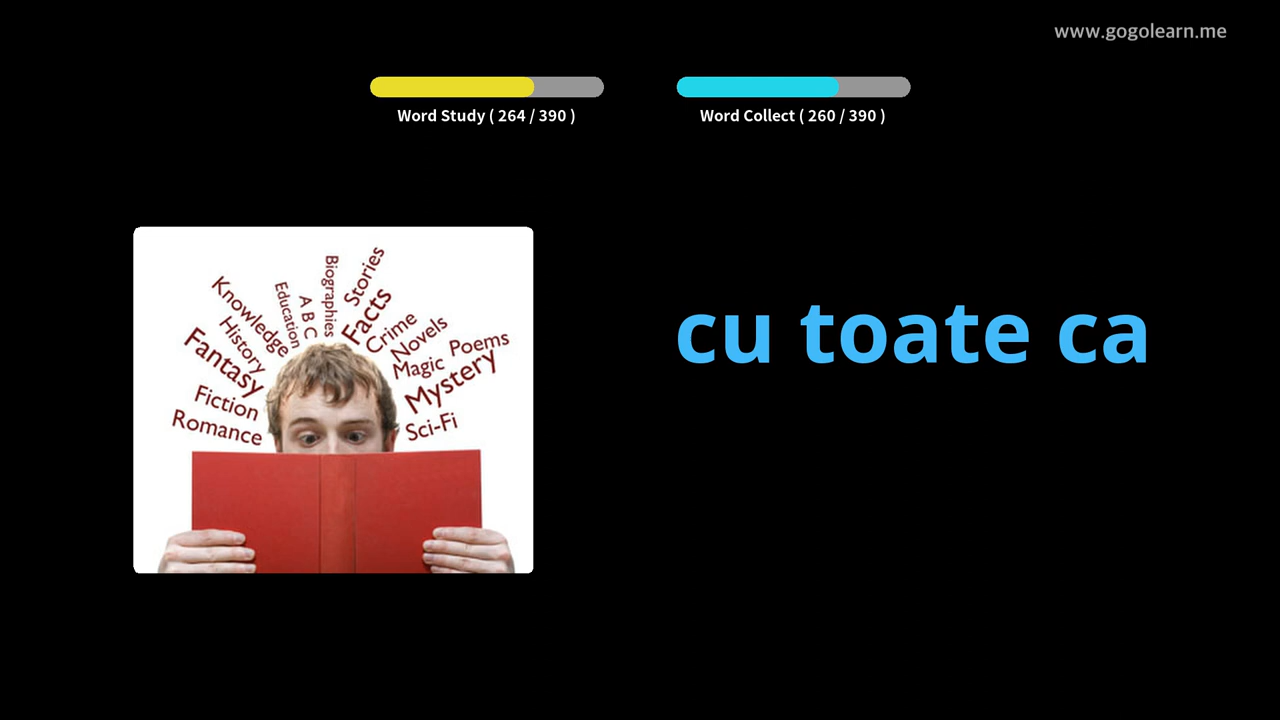 www.gogolearn.me
Word Study ( 264 / 390 )
Word Collect ( 260 / 390 )
cu toate ca
Knowledge
History
Fantasy
Fiction
Romance
Education
A B C
Biographies
Stories
Facts
Crime
Novels
Magic
Poems
Mystery
Sci-Fi